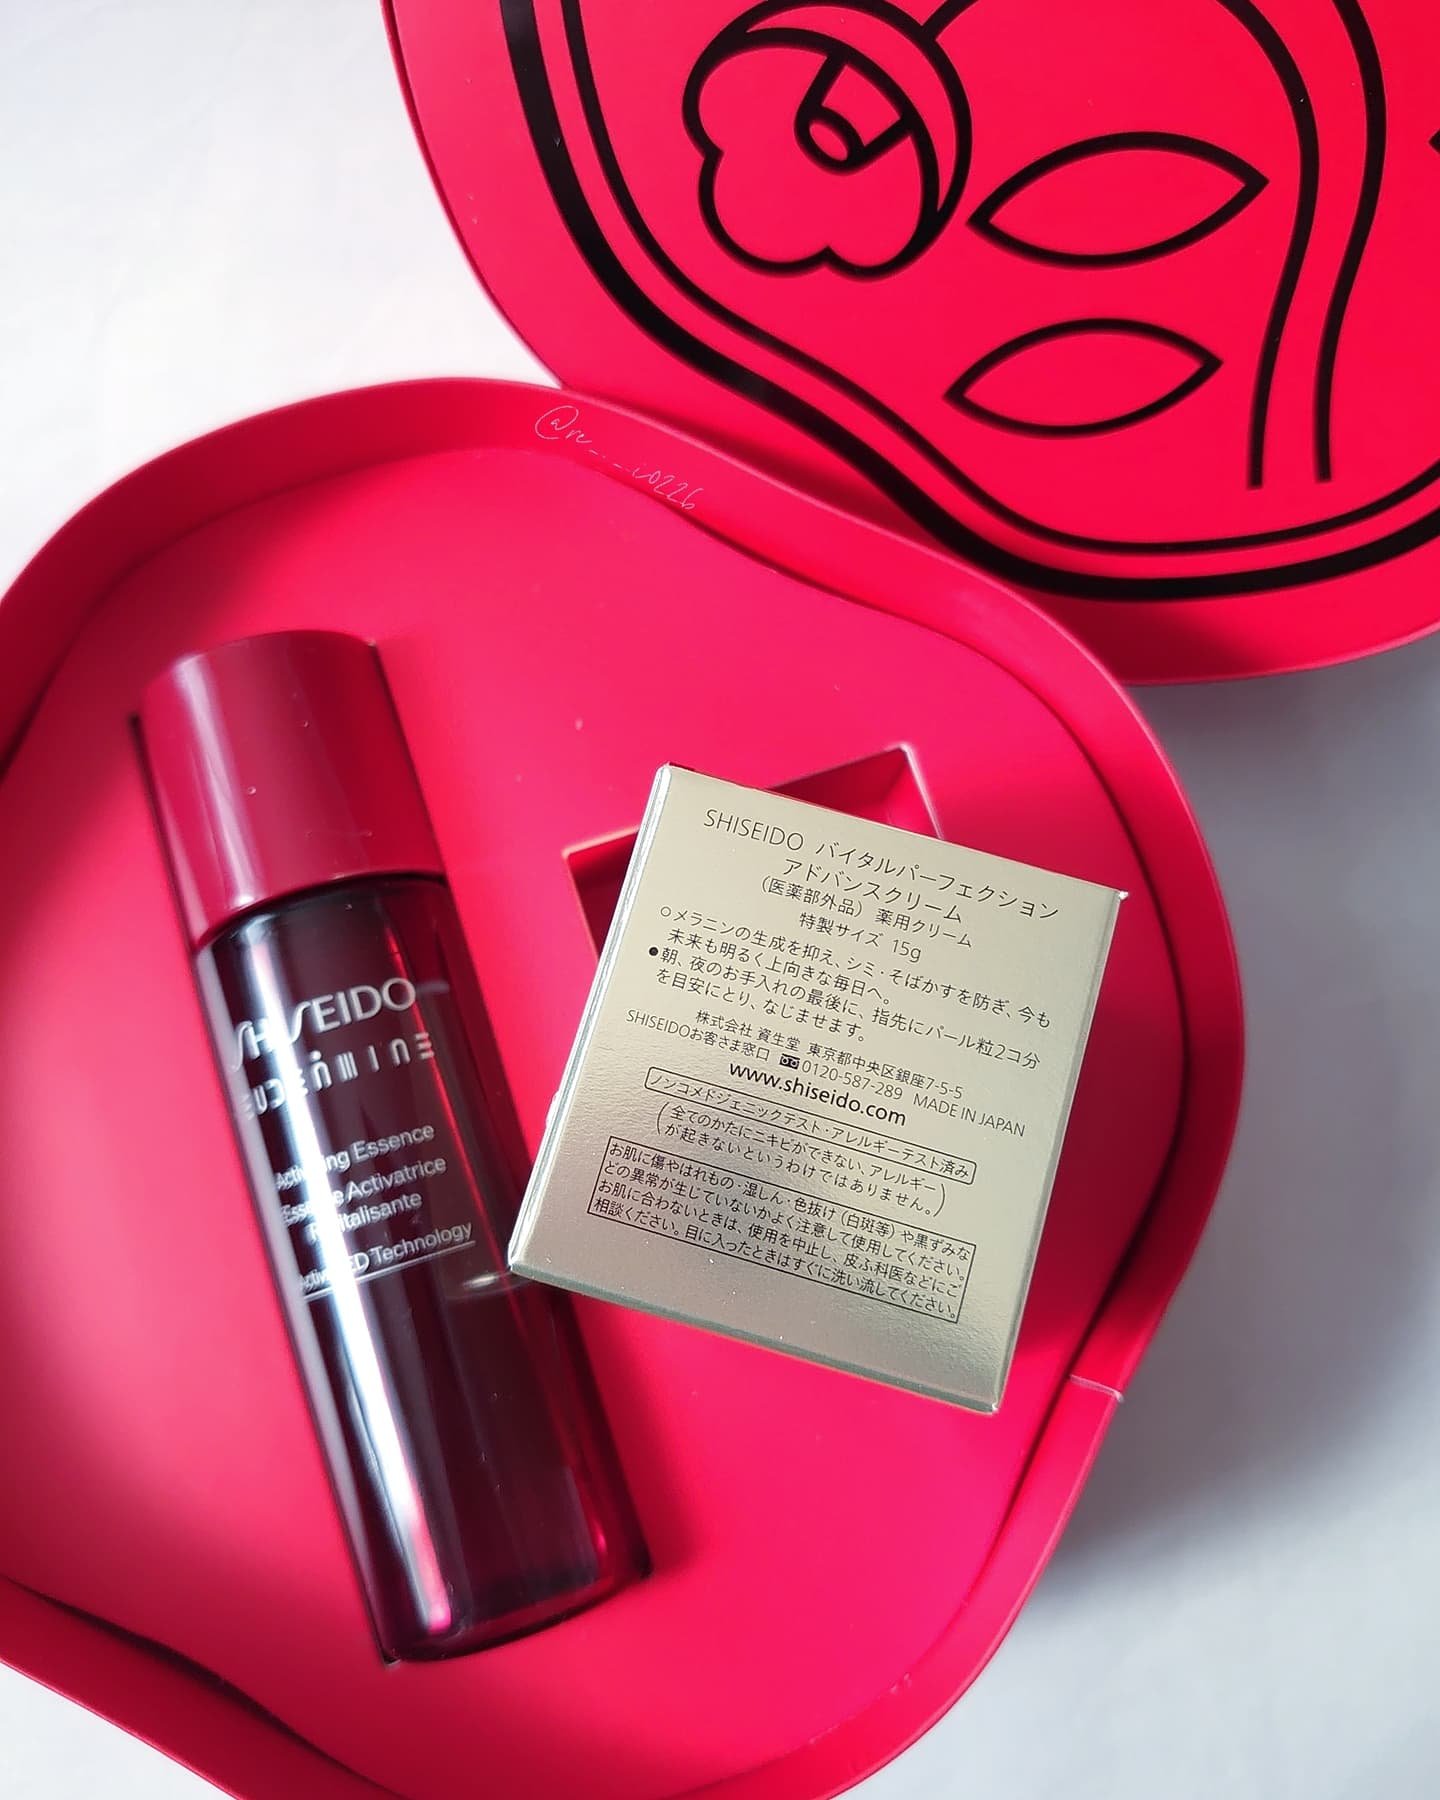 SHISEIDO
EUDERMINE
Activating Essence
Essence Activatrice
Revitalisante
Technology
SHISEIDO バイタルパーフェクション
アドバンスクリーム
(医薬部外品) 薬用クリーム
特製サイズ 15g
○メラニンの生成を抑え、シミ・そばかすを防ぎ、今も
未来も明るく上向きな毎日へ。
●朝、夜のお手入れの最後に、指先にパール粒2コ分
を目安にとり、なじませます。
株式会社 資生堂 東京都中央区銀座7-5-5
SHISEIDOお客さま窓口 0120-587-289 MADE IN JAPAN
www.shiseido.com
ノンコメドジェニックテスト・アレルギーテスト済み
(全てのかたにニキビができない、アレルギー
が起きないというわけではありません。)
お肌に傷やはれもの・湿しん・色抜け(白斑等)や黒ずみな
どの異常が生じていないかよく注意して使用してください。
お肌に合わないときは、使用を中止し、皮ふ科医などにご
相談ください。目に入ったときはすぐに洗い流してください。